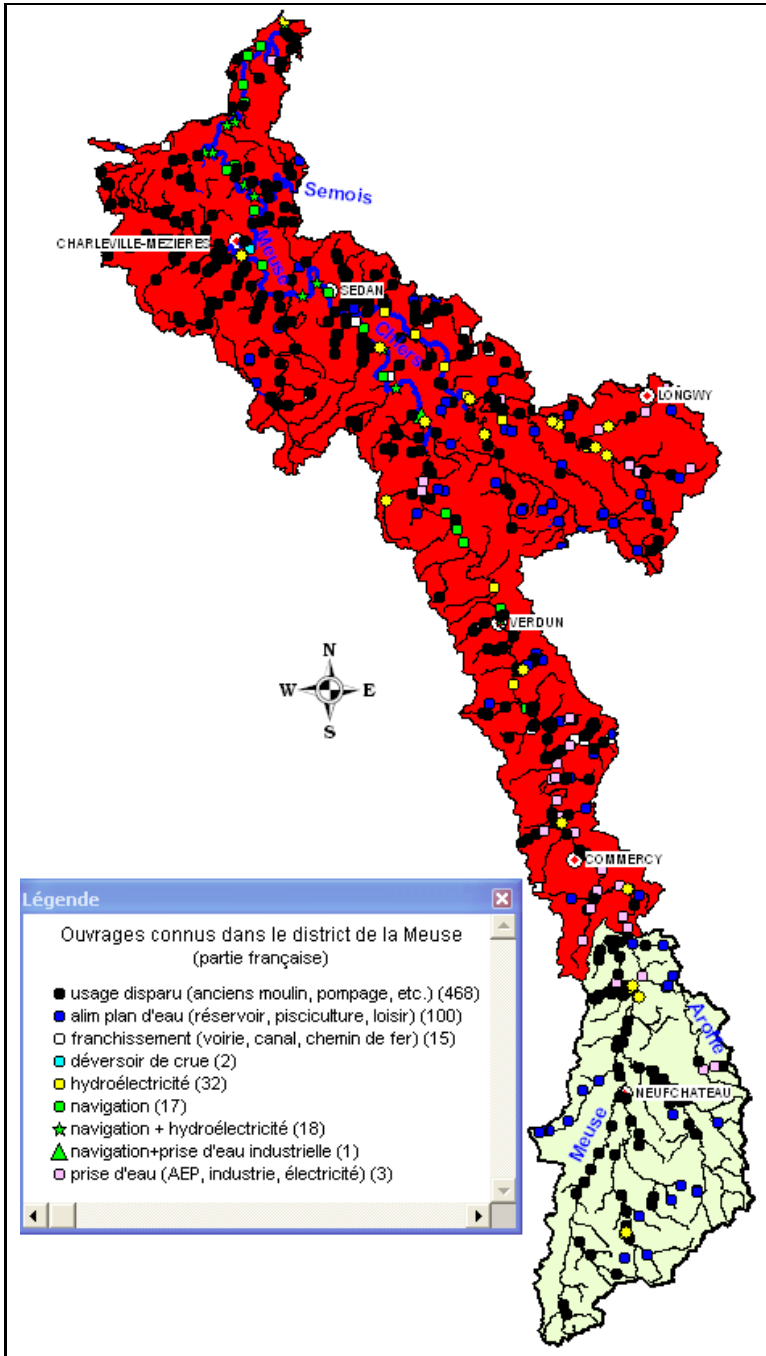 Semois
CHARLEVILLE-MEZIERES
Meuse
SEDAN
Chiers
LONGWY
VERDUN
N
W E
S
COMMERCY
Légende
Ouvrages connus dans le district de la Meuse
(partie française)
usage disparu (anciens moulin, pompage, etc.) (468)
alim plan d'eau (réservoir, pisciculture, loisir) (100)
franchissement (voirie, canal, chemin de fer) (15)
déversoir de crue (2)
hydroélectricité (32)
navigation (17)
navigation + hydroélectricité (18)
navigation+prise d'eau industrielle (1)
prise d'eau (AEP, industrie, électricité) (3)
NEUFCHATEAU
Meuse